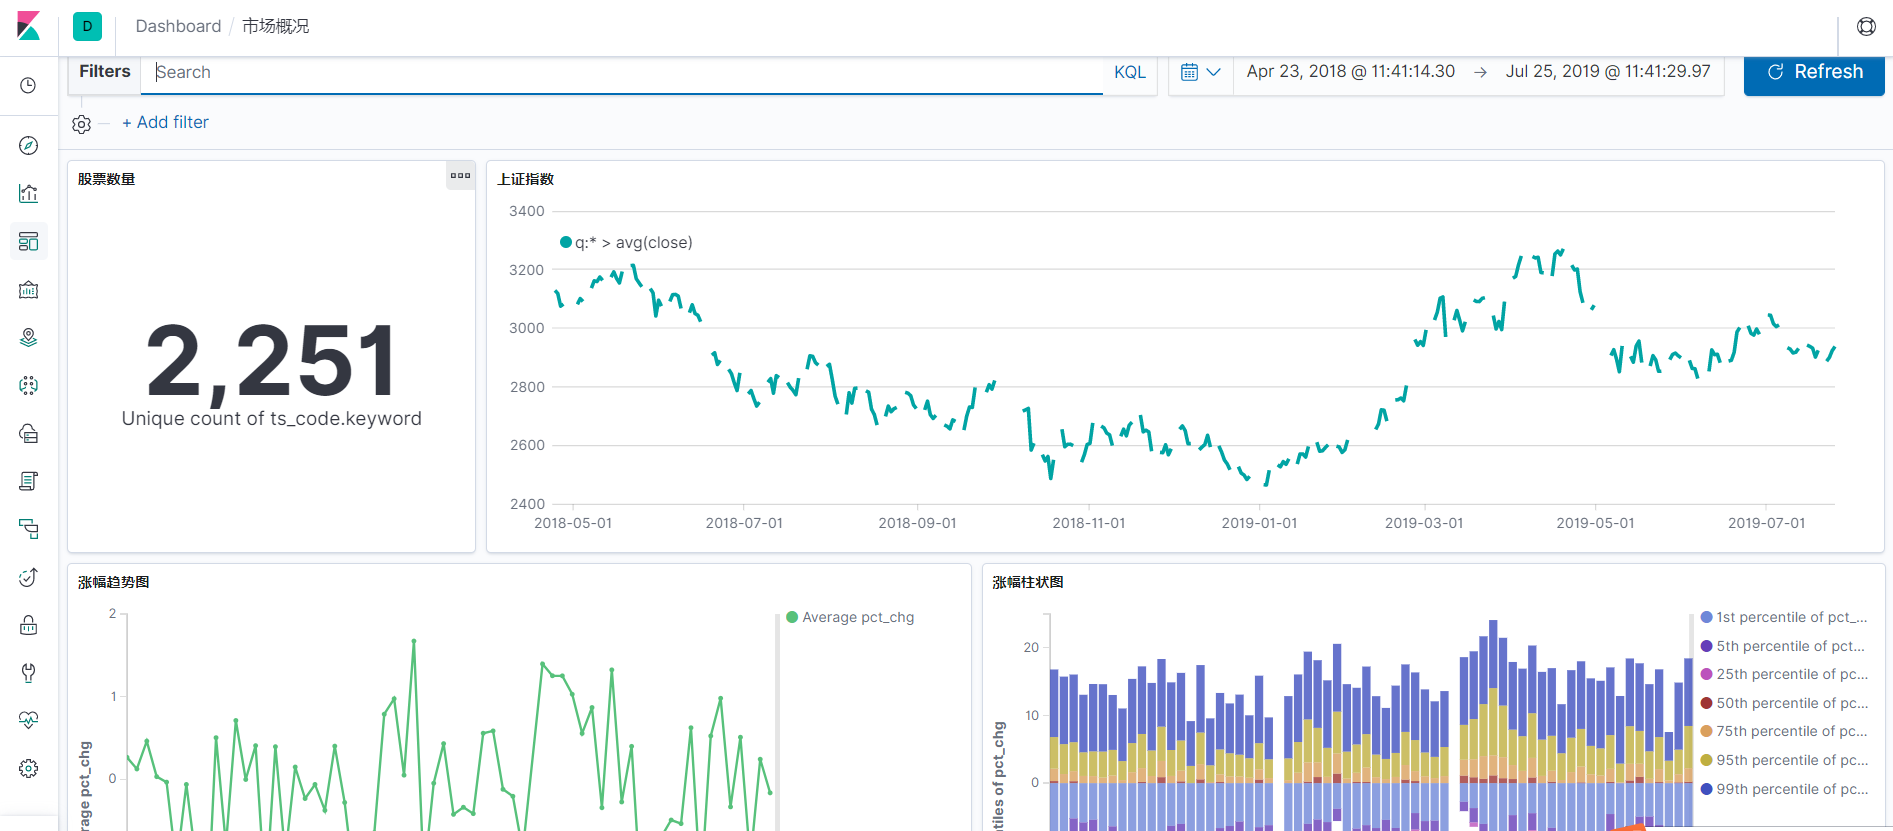 D
Dashboard / 市场概况
Filters
Search
KQL
Apr 23, 2018 @ 11:41:14.30 → Jul 25, 2019 @ 11:41:29.97
Refresh
+ Add filter
股票数量
2,251
Unique count of ts_code.keyword
上证指数
q:* > avg(close)
3400
3200
3000
2800
2600
2400
2018-05-01 2018-07-01 2018-09-01 2018-11-01 2019-01-01 2019-03-01 2019-05-01 2019-07-01
涨幅趋势图
2
1
0
rage pct_chg
Average pct_chg
涨幅柱状图
20
10
0
tiles of pct_chg
1st percentile of pct_...
5th percentile of pct...
25th percentile of pc...
50th percentile of pc...
75th percentile of pc...
95th percentile of pc...
99th percentile of pc...